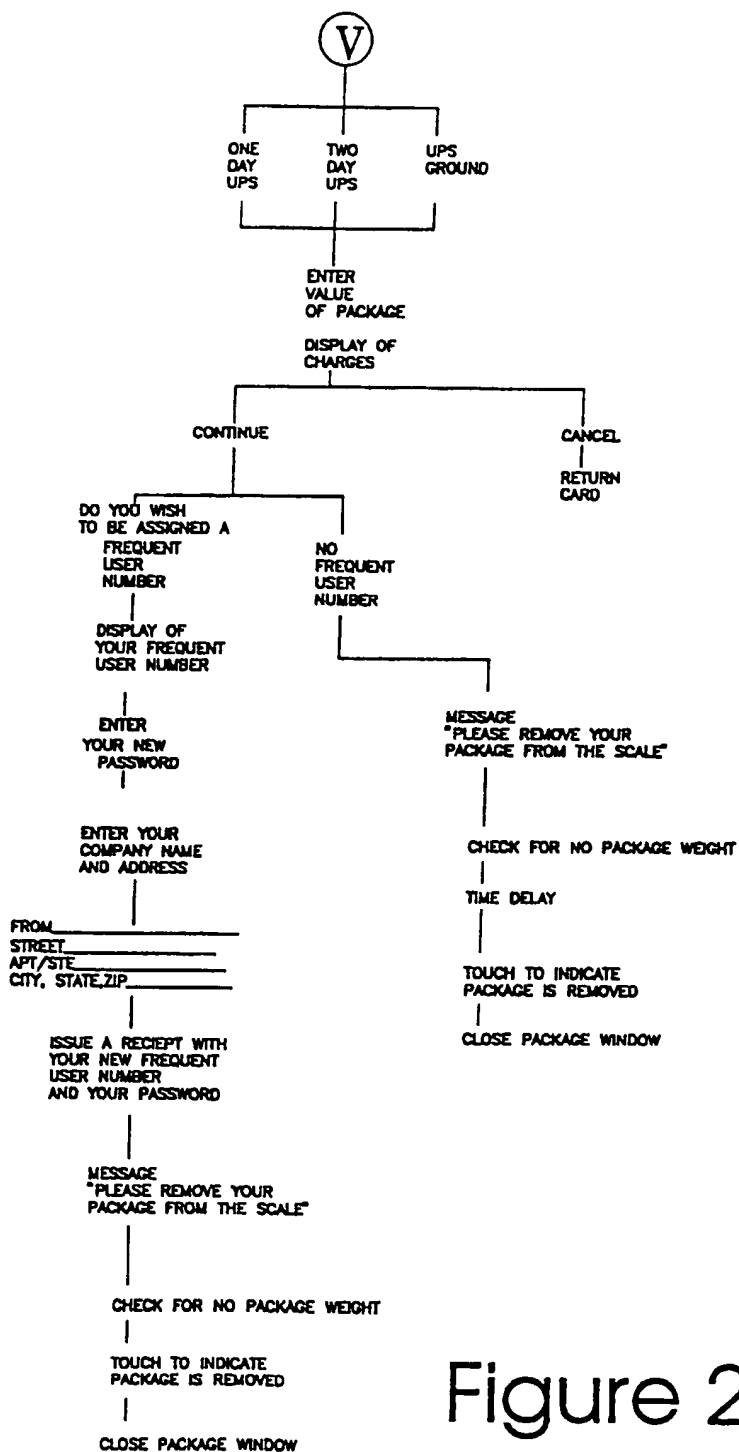 V
ONE
DAY
UPS
TWO
DAY
UPS
UPS
GROUND
ENTER
VALUE
OF PACKAGE
DISPLAY OF
CHARGES
CONTINUE
CANCEL
RETURN
CARD
DO YOU WISH
TO BE ASSIGNED A
FREQUENT
USER
NUMBER
NO
FREQUENT
USER
NUMBER
DISPLAY OF
YOUR FREQUENT
USER NUMBER
ENTER
YOUR NEW
PASSWORD
ENTER YOUR
COMPANY NAME
AND ADDRESS
FROM
STREET
APT/STE
CITY, STATE,ZIP
ISSUE A RECIEPT WITH
YOUR NEW FREQUENT
USER NUMBER
AND YOUR PASSWORD
MESSAGE
"PLEASE REMOVE YOUR
PACKAGE FROM THE SCALE"
CHECK FOR NO PACKAGE WEIGHT
TOUCH TO INDICATE
PACKAGE IS REMOVED
CLOSE PACKAGE WINDOW
MESSAGE
"PLEASE REMOVE YOUR
PACKAGE FROM THE SCALE"
CHECK FOR NO PACKAGE WEIGHT
TIME DELAY
TOUCH TO INDICATE
PACKAGE IS REMOVED
CLOSE PACKAGE WINDOW
Figure 2